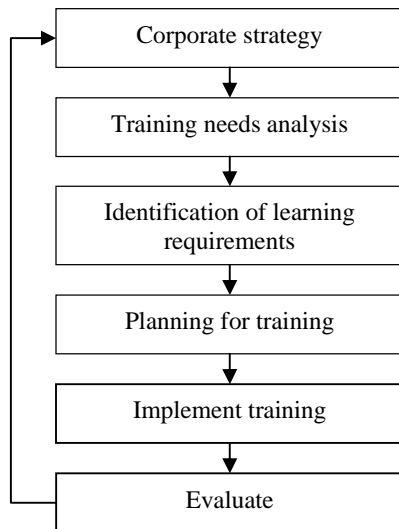 Corporate strategy
Training needs analysis
Identification of learning
requirements
Planning for training
Implement training
Evaluate